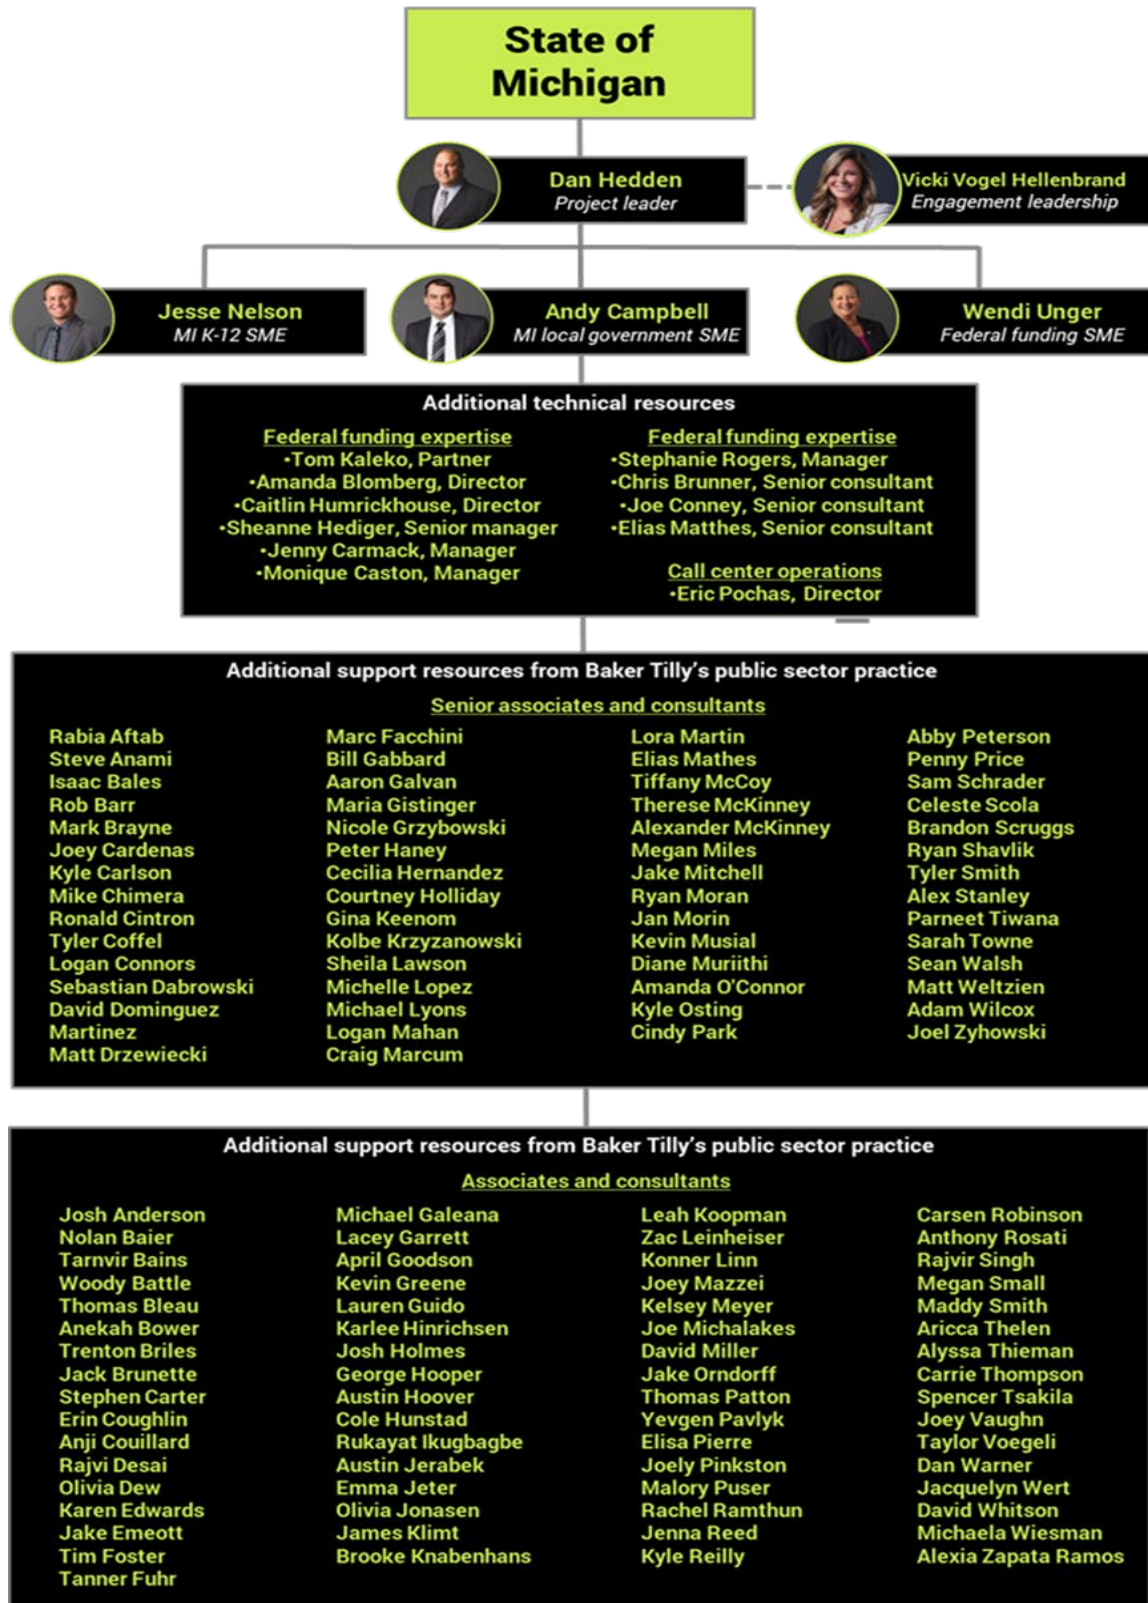 State of
Michigan
Dan Hedden
Project leader
Vicki Vogel Hellenbrand
Engagement leadership
Jesse Nelson
MI K-12 SME
Andy Campbell
MI local government SME
Wendi Unger
Federal funding SME
Additional technical resources
Federal funding expertise
•Tom Kaleko, Partner
•Amanda Blomberg, Director
•Caitlin Humrickhouse, Director
•Sheanne Hediger, Senior manager
•Jenny Carmack, Manager
•Monique Caston, Manager
Federal funding expertise
•Stephanie Rogers, Manager
•Chris Brunner, Senior consultant
•Joe Conney, Senior consultant
•Elias Matthes, Senior consultant
Call center operations
•Eric Pochas, Director
Additional support resources from Baker Tilly's public sector practice
Senior associates and consultants
Rabia Aftab
Steve Anami
Isaac Bales
Rob Barr
Mark Brayne
Joey Cardenas
Kyle Carlson
Mike Chimera
Ronald Cintron
Tyler Coffel
Logan Connors
Sebastian Dabrowski
David Dominguez
Martinez
Matt Drzewiecki
Marc Facchini
Bill Gabbard
Aaron Galvan
Maria Gistinger
Nicole Grzybowski
Peter Haney
Cecilia Hernandez
Courtney Holliday
Gina Keenom
Kolbe Krzyzanowski
Sheila Lawson
Michelle Lopez
Michael Lyons
Logan Mahan
Craig Marcum
Lora Martin
Elias Mathes
Tiffany McCoy
Therese McKinney
Alexander McKinney
Megan Miles
Jake Mitchell
Ryan Moran
Jan Morin
Kevin Musial
Diane Muriithi
Amanda O'Connor
Kyle Osting
Cindy Park
Abby Peterson
Penny Price
Sam Schrader
Celeste Scola
Brandon Scruggs
Ryan Shavlik
Tyler Smith
Alex Stanley
Parneet Tiwana
Sarah Towne
Sean Walsh
Matt Weltzien
Adam Wilcox
Joel Zyhowski
Additional support resources from Baker Tilly's public sector practice
Associates and consultants
Josh Anderson
Nolan Baier
Tarnvir Bains
Woody Battle
Thomas Bleau
Anekah Bower
Trenton Briles
Jack Brunette
Stephen Carter
Erin Coughlin
Anji Couillard
Rajvi Desai
Olivia Dew
Karen Edwards
Jake Emeott
Tim Foster
Tanner Fuhr
Michael Galeana
Lacey Garrett
April Goodson
Kevin Greene
Lauren Guido
Karlee Hinrichsen
Josh Holmes
George Hooper
Austin Hoover
Cole Hunstad
Rukayat Ikugbagbe
Austin Jerabek
Emma Jeter
Olivia Jonasen
James Klimt
Brooke Knabenhans
Leah Koopman
Zac Leinheiser
Konner Linn
Joey Mazzei
Kelsey Meyer
Joe Michalakes
David Miller
Jake Orndorff
Thomas Patton
Yevgen Pavlyk
Elisa Pierre
Joely Pinkston
Malory Puser
Rachel Ramthun
Jenna Reed
Kyle Reilly
Carsen Robinson
Anthony Rosati
Rajvir Singh
Megan Small
Maddy Smith
Aricca Thelen
Alyssa Thieman
Carrie Thompson
Spencer Tsakila
Joey Vaughn
Taylor Voegeli
Dan Warner
Jacquelyn Wert
David Whitson
Michaela Wiesman
Alexia Zapata Ramos